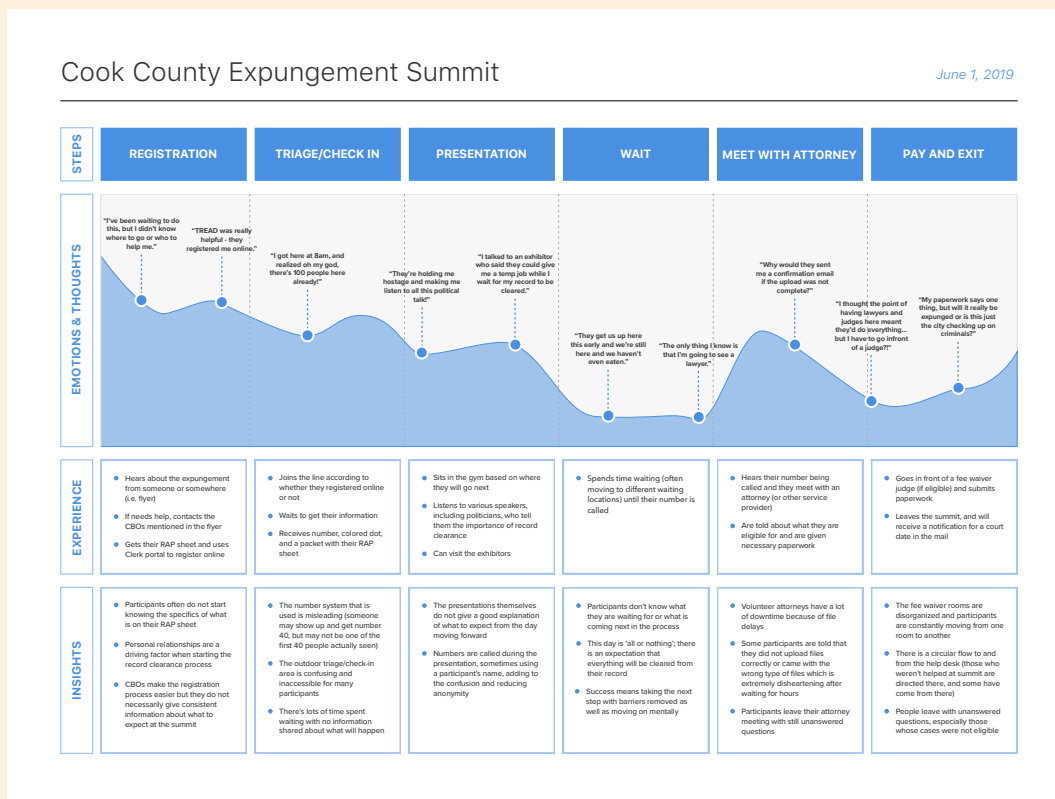 Cook County Expungement Summit
June 1, 2019
STEPS
REGISTRATION
TRIAGE/CHECK IN
PRESENTATION
WAIT
MEET WITH ATTORNEY
PAY AND EXIT
EMOTIONS & THOUGHTS
“I’ve been waiting to do
this, but I didn’t know
where to go or who to
help me.”
“TREAD was really
helpful - they
registered me online.”
“I got here at 8am, and
realized oh my god,
there’s 100 people here
already!”
“They’re holding me
hostage and making me
listen to all this political
talk!”
“I talked to an exhibitor
who said they could give
me a temp job while I
wait for my record to be
cleared.”
“They get us up here
this early and we’re still
here and we haven’t
even eaten.”
“The only thing I know is
that I’m going to see a
lawyer.”
“Why would they sent
me a confirmation email
if the upload was not
complete?”
“I thought the point of
having lawyers and
judges here meant
they’d do everything...
but I have to go infront
of a judge?!”
“My paperwork says one
thing, but will it really be
expunged or is this just
the city checking up on
criminals?”
EXPERIENCE
Hears about the expungement
from someone or somewhere
(i.e. flyer)
If needs help, contacts the
CBOs mentioned in the flyer
Gets their RAP sheet and uses
Clerk portal to register online
Joins the line according to
whether they registered online
or not
Waits to get their information
Receives number, colored dot,
and a packet with their RAP
sheet
Sits in the gym based on where
they will go next
Listens to various speakers,
including politicians, who tell
them the importance of record
clearance
Can visit the exhibitors
Spends time waiting (often
moving to different waiting
locations) until their number is
called
Hears their number being
called and they meet with an
attorney (or other service
provider)
Are told about what they are
eligible for and are given
necessary paperwork
Goes in front of a fee waiver
judge (if eligible) and submits
paperwork
Leaves the summit, and will
receive a notification for a court
date in the mail
INSIGHTS
Participants often do not start
knowing the specifics of what
is on their RAP sheet
Personal relationships are a
driving factor when starting the
record clearance process
CBOs make the registration
process easier but they do not
necessarily give consistent
information about what to
expect at the summit
The number system that is
used is misleading (someone
may show up and get number
40, but may not be one of the
first 40 people actually seen)
The outdoor triage/check-in
area is confusing and
inaccessible for many
participants
There’s lots of time spent
waiting with no information
shared about what will happen
The presentations themselves
do not give a good explanation
of what to expect from the day
moving forward
Numbers are called during the
presentation, sometimes using
a participant’s name, adding to
the confusion and reducing
anonymity
Participants don’t know what
they are waiting for or what is
coming next in the process
This day is ‘all or nothing’; there
is an expectation that
everything will be cleared from
their record
Success means taking the next
step with barriers removed as
well as moving on mentally
Volunteer attorneys have a lot
of downtime because of file
delays
Some participants are told that
they did not upload files
correctly or came with the
wrong type of files which is
extremely disheartening after
waiting for hours
Participants leave their attorney
meeting with still unanswered
questions
The fee waiver rooms are
disorganized and participants
are constantly moving from one
room to another
There is a circular flow to and
from the help desk (those who
weren’t helped at summit are
directed there, and some have
come from there)
People leave with unanswered
questions, especially those
whose cases were not eligible